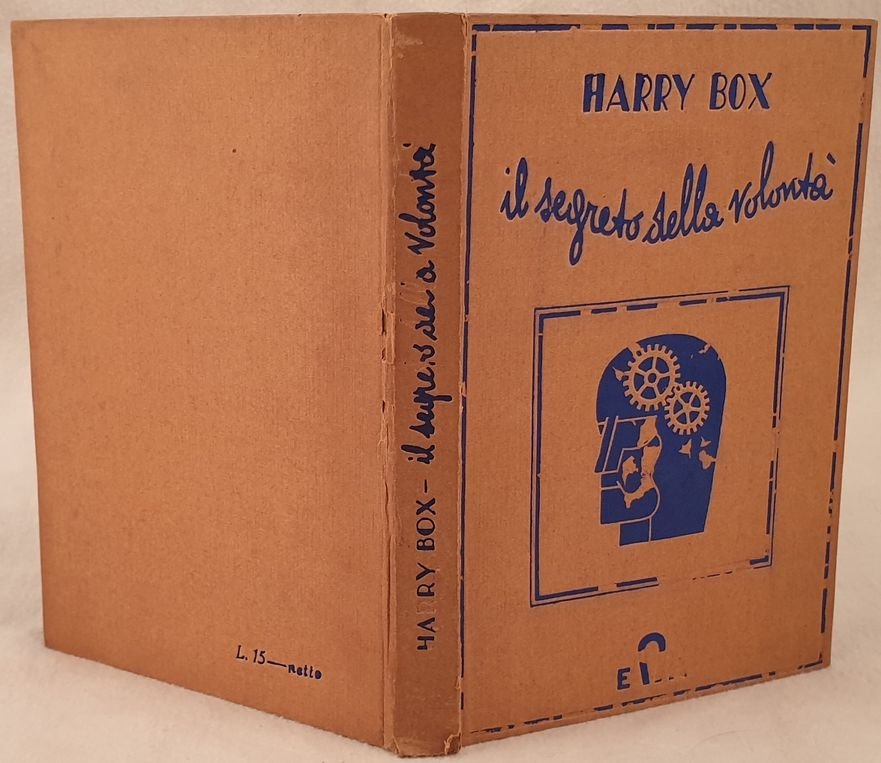 HARRY BOX
il segreto della volontà
HARRY BOX - il segreto della volontà
L. 15 — netto